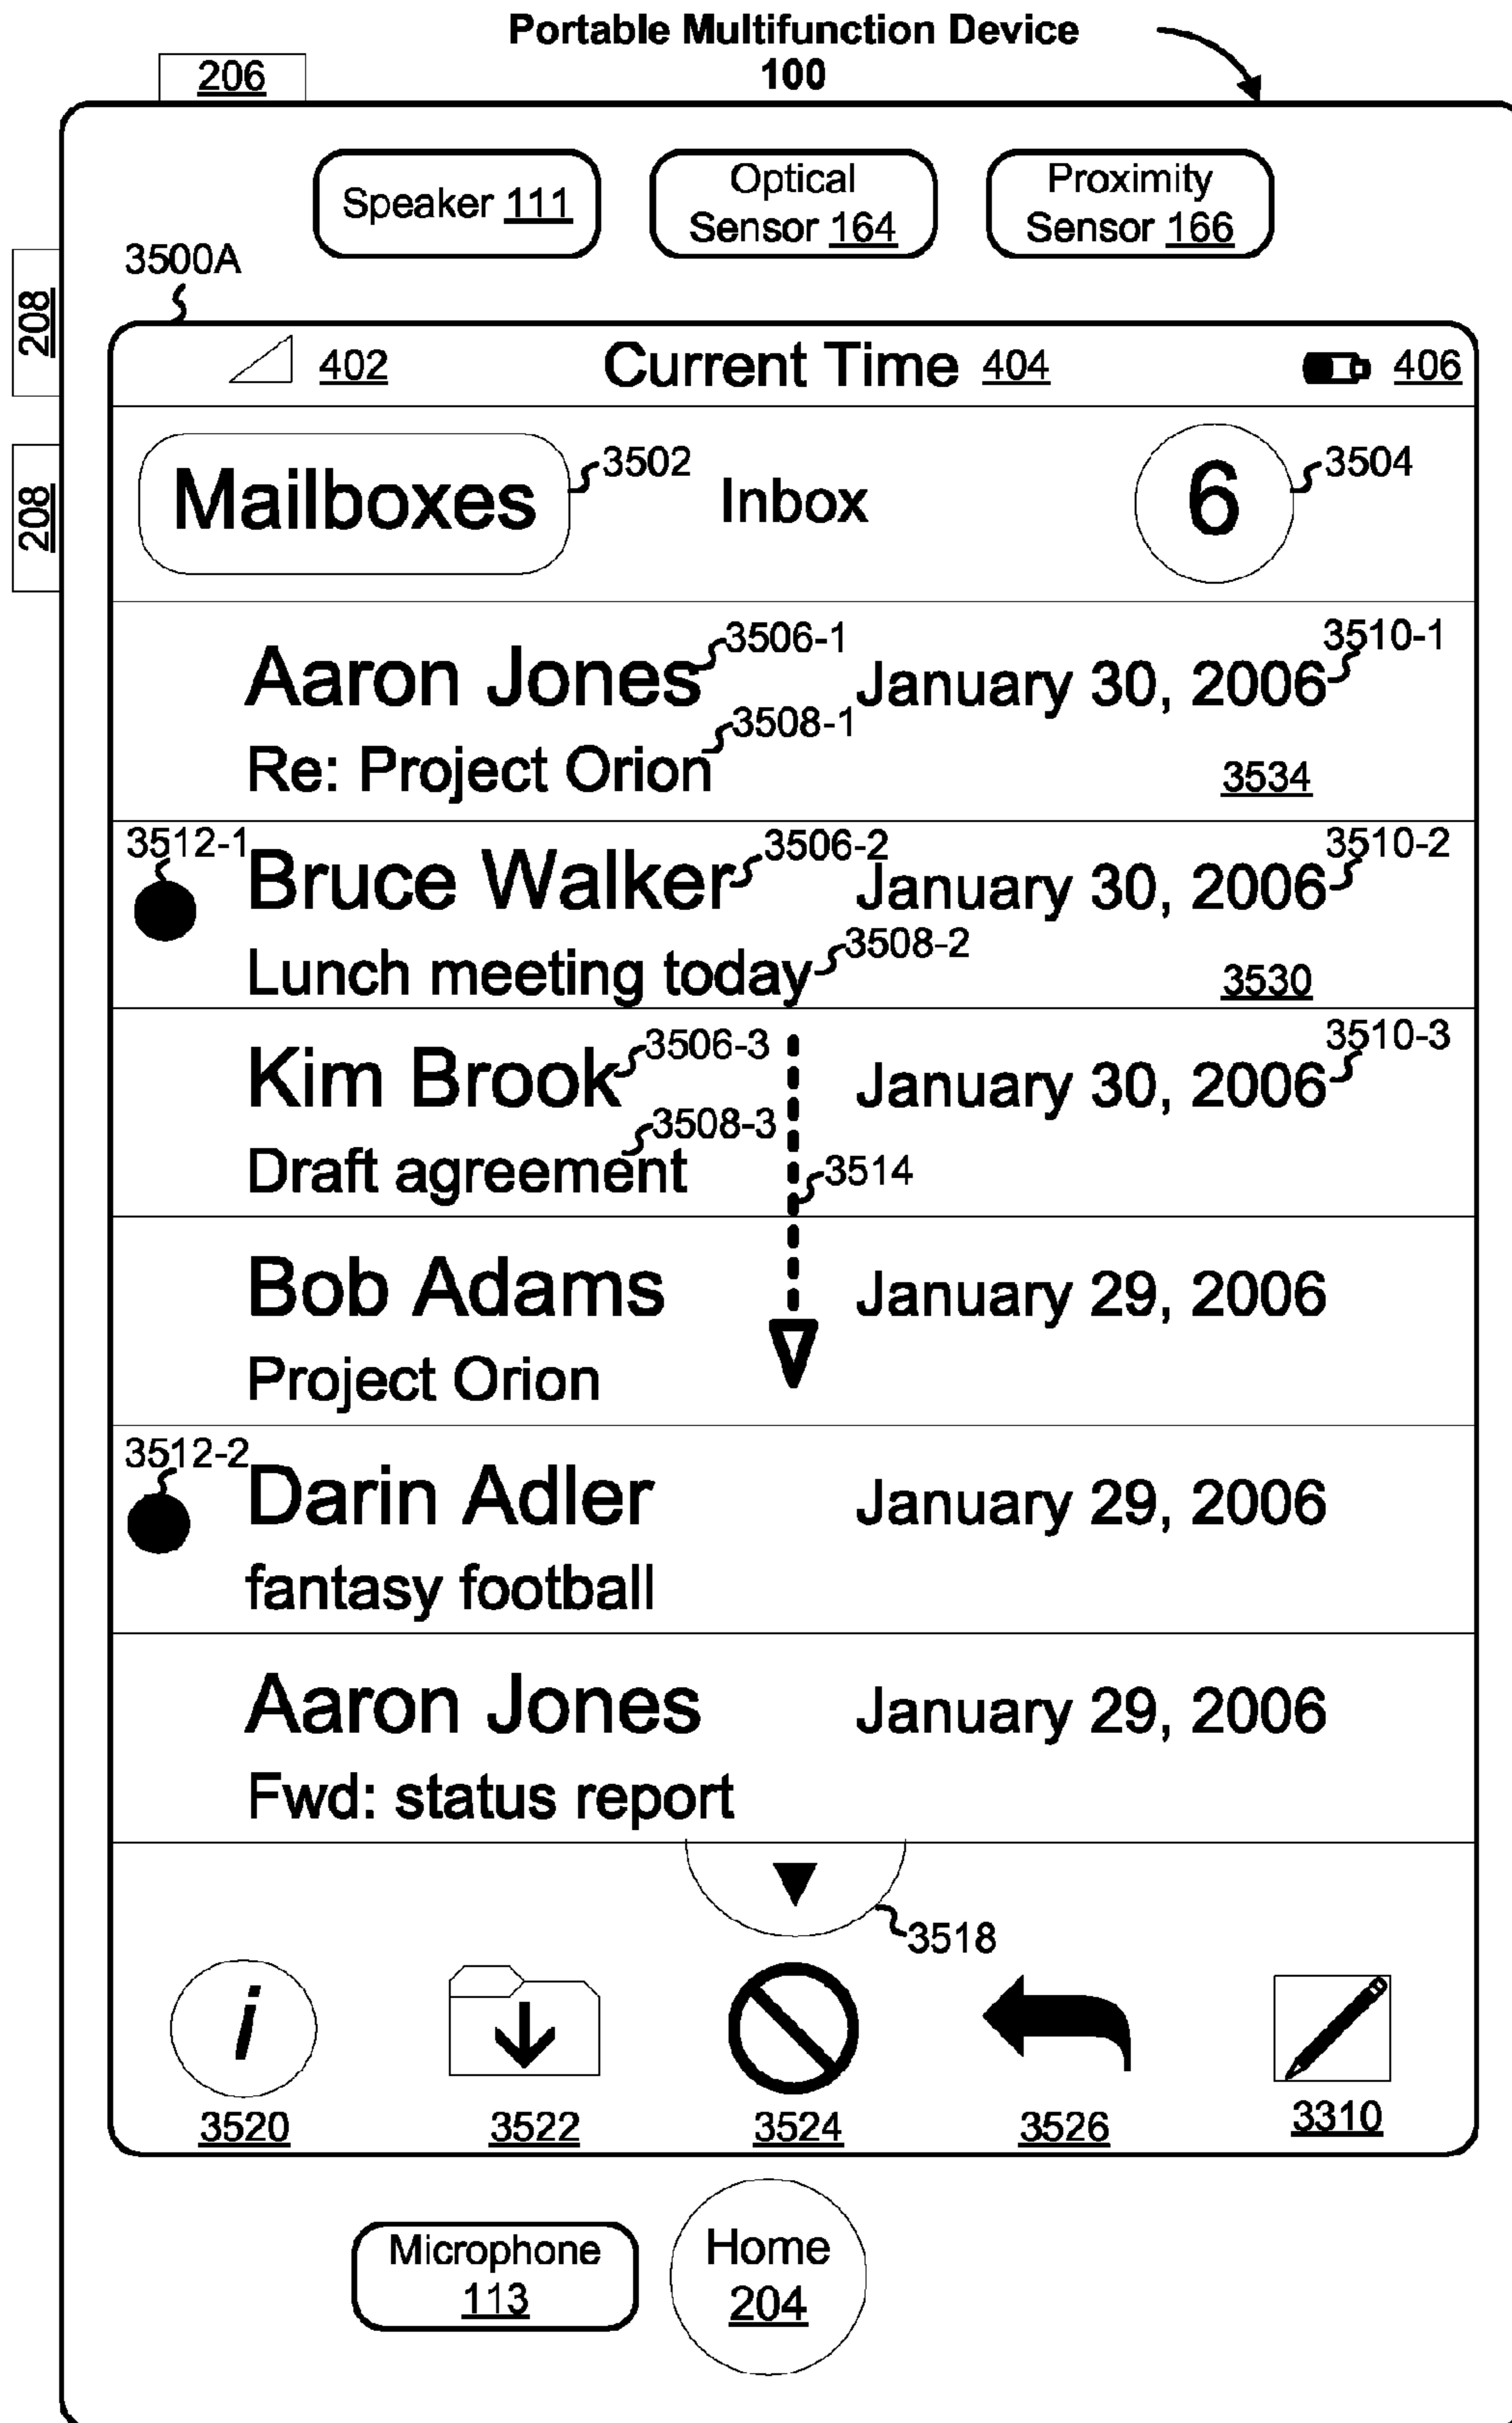 Portable Multifunction Device
100
206
Speaker 111
Optical
Sensor 164
Proximity
Sensor 166
3500A
208
208
402
Current Time 404
406
Mailboxes
3502
Inbox
6
3504
Aaron Jones
3506-1
January 30, 2006
3510-1
Re: Project Orion
3508-1
3534
3512-1
Bruce Walker
3506-2
January 30, 2006
3510-2
Lunch meeting today
3508-2
3530
Kim Brook
3506-3
January 30, 2006
3510-3
Draft agreement
3508-3
3514
Bob Adams
January 29, 2006
Project Orion
3512-2
Darin Adler
January 29, 2006
fantasy football
Aaron Jones
January 29, 2006
Fwd: status report
3518
i
3520
3522
3524
3526
3310
Microphone
113
Home
204